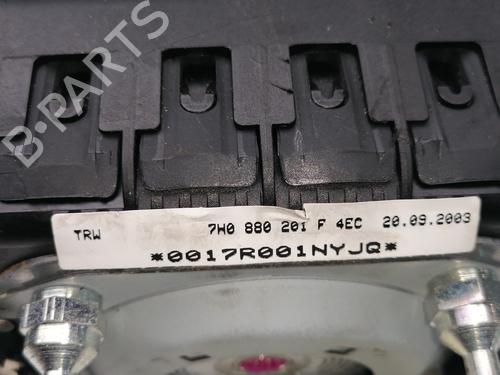 B-PARTS
TRW 7H0 880 201 F 4EC 20.09.2003
*0017R001NYJQ*